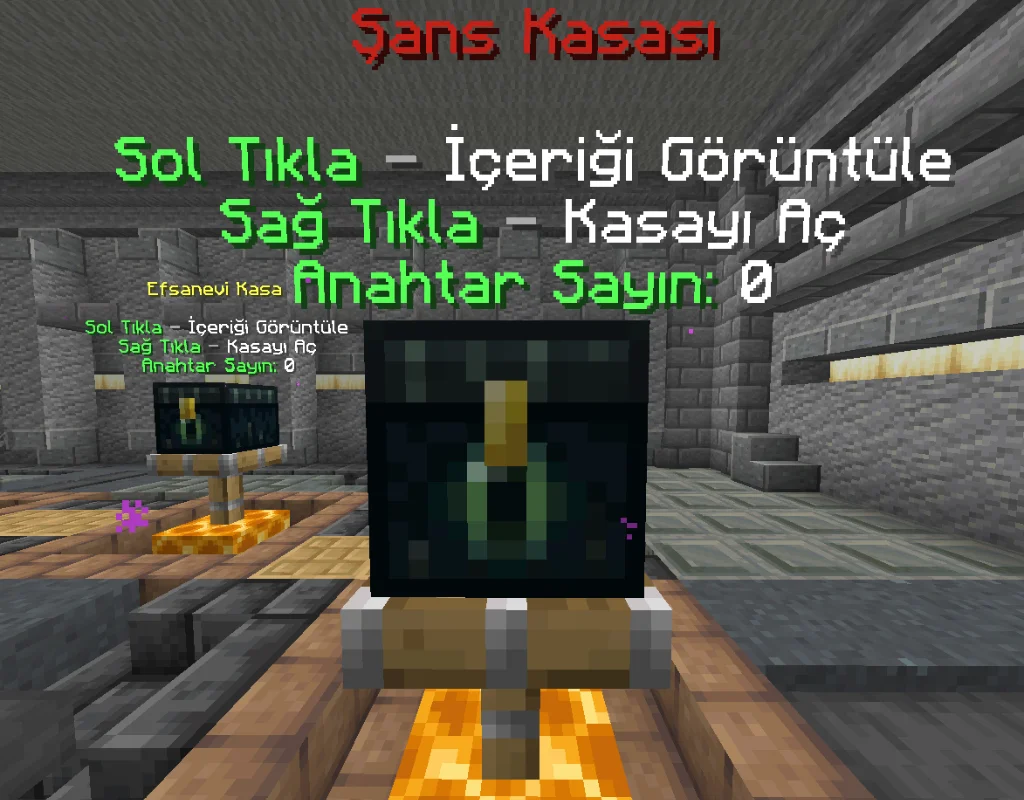 Şans Kasası
Sol Tıkla - İçeriği Görüntüle
Sağ Tıkla - Kasayı Aç
Anahtar Sayın: 0
Efsanevi Kasa
Sol Tıkla - İçeriği Görüntüle
Sağ Tıkla - Kasayı Aç
Anahtar Sayın: 0